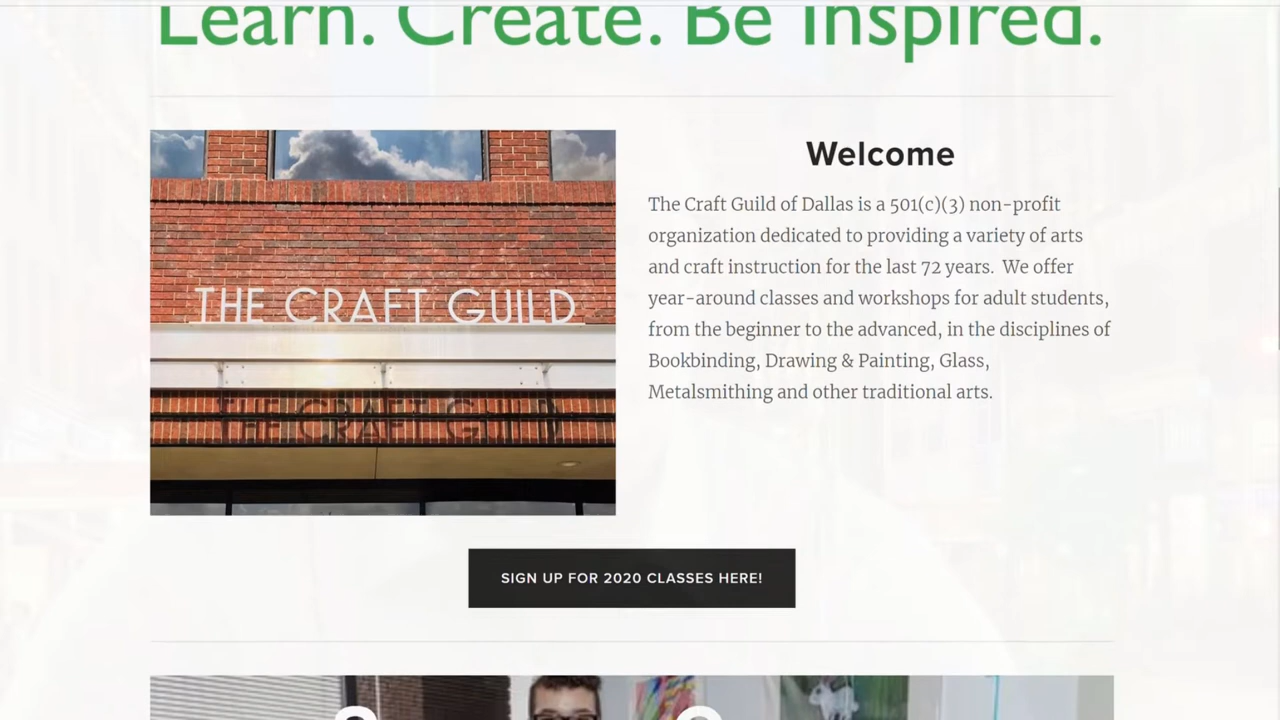 Learn. Create. Be Inspired.
THE CRAFT GUILD
THE CRAFT GUILD
Welcome
The Craft Guild of Dallas is a 501(c)(3) non-profit
organization dedicated to providing a variety of arts
and craft instruction for the last 72 years.  We offer
year-around classes and workshops for adult students,
from the beginner to the advanced, in the disciplines of
Bookbinding, Drawing & Painting, Glass,
Metalsmithing and other traditional arts.
SIGN UP FOR 2020 CLASSES HERE!